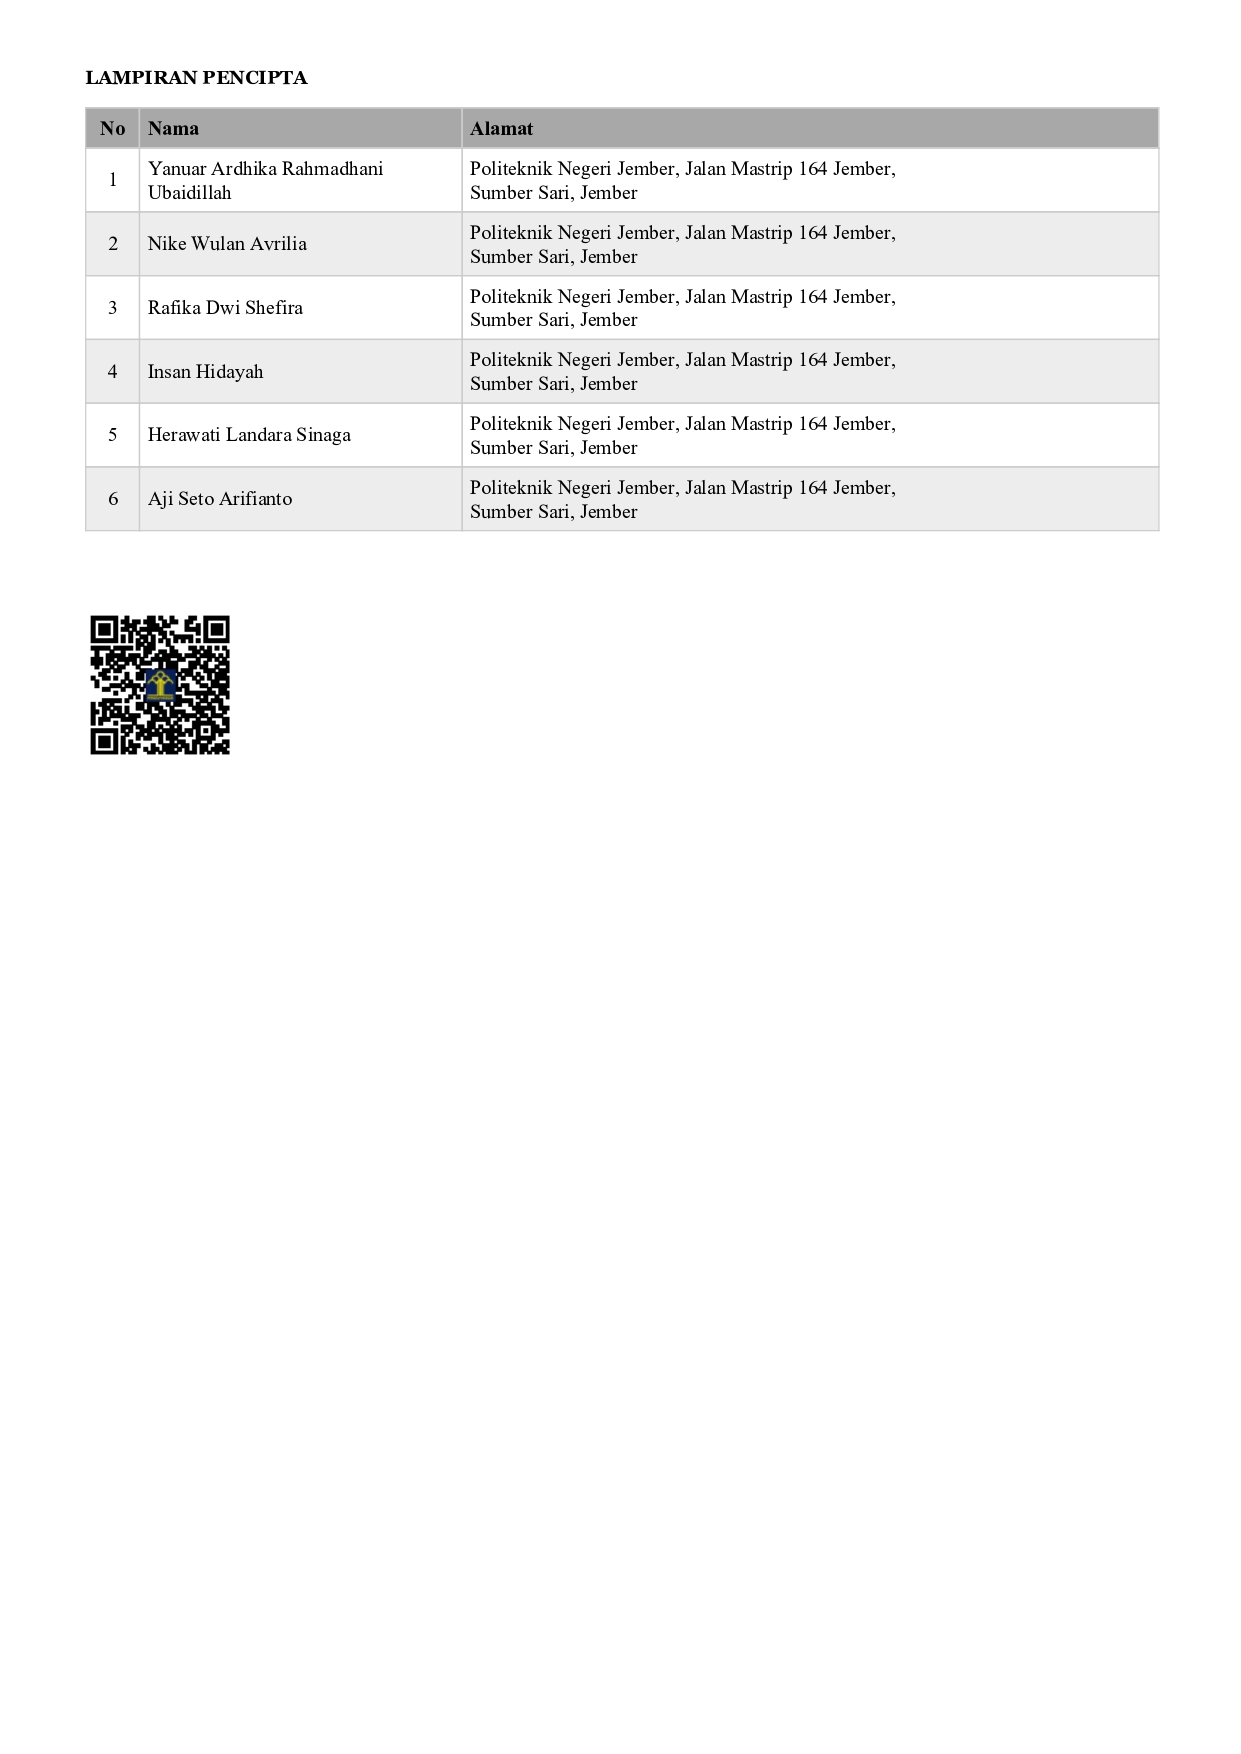 LAMPIRAN PENCIPTA
No Nama Alamat
1 Yanuar Ardhika Rahmadhani Ubaidillah Politeknik Negeri Jember, Jalan Mastrip 164 Jember,
Sumber Sari, Jember
2 Nike Wulan Avrilia Politeknik Negeri Jember, Jalan Mastrip 164 Jember,
Sumber Sari, Jember
3 Rafika Dwi Shefira Politeknik Negeri Jember, Jalan Mastrip 164 Jember,
Sumber Sari, Jember
4 Insan Hidayah Politeknik Negeri Jember, Jalan Mastrip 164 Jember,
Sumber Sari, Jember
5 Herawati Landara Sinaga Politeknik Negeri Jember, Jalan Mastrip 164 Jember,
Sumber Sari, Jember
6 Aji Seto Arifianto Politeknik Negeri Jember, Jalan Mastrip 164 Jember,
Sumber Sari, Jember